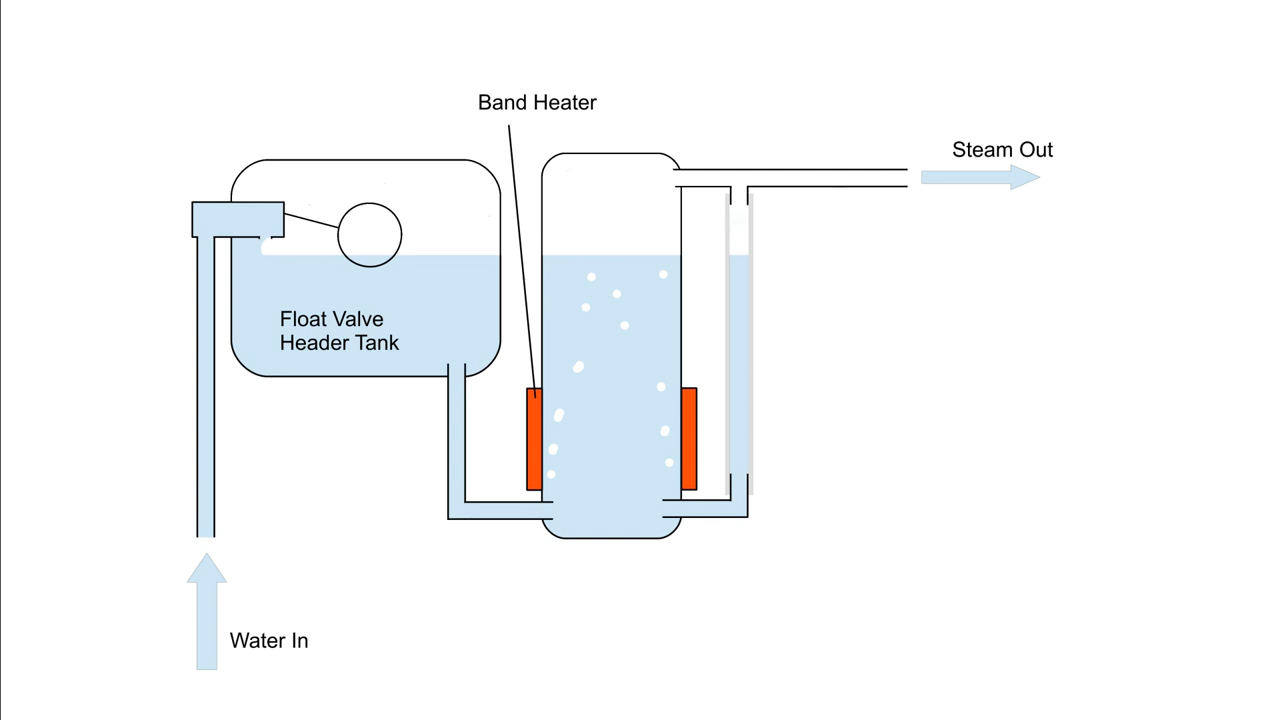 Band Heater
Steam Out
Float Valve
Header Tank
Water In